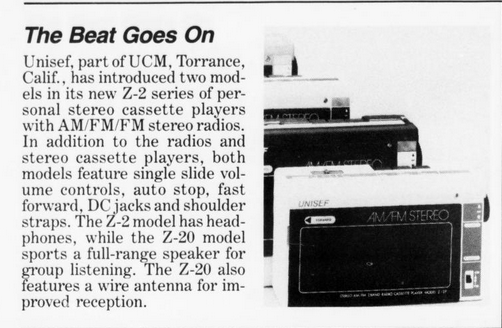 The Beat Goes On
Unisef, part of UCM, Torrance,
Calif., has introduced two mod-
els in its new Z-2 series of per-
sonal stereo cassette players
with AM/FM/FM stereo radios.
In addition to the radios and
stereo cassette players, both
models feature single slide vol-
ume controls, auto stop, fast
forward, DC jacks and shoulder
straps. The Z-2 model has head-
phones, while the Z-20 model
sports a full-range speaker for
group listening. The Z-20 also
features a wire antenna for im-
proved reception.
FM STEREO
AM/FM STEREO
UNISEF
AM/FM STEREO